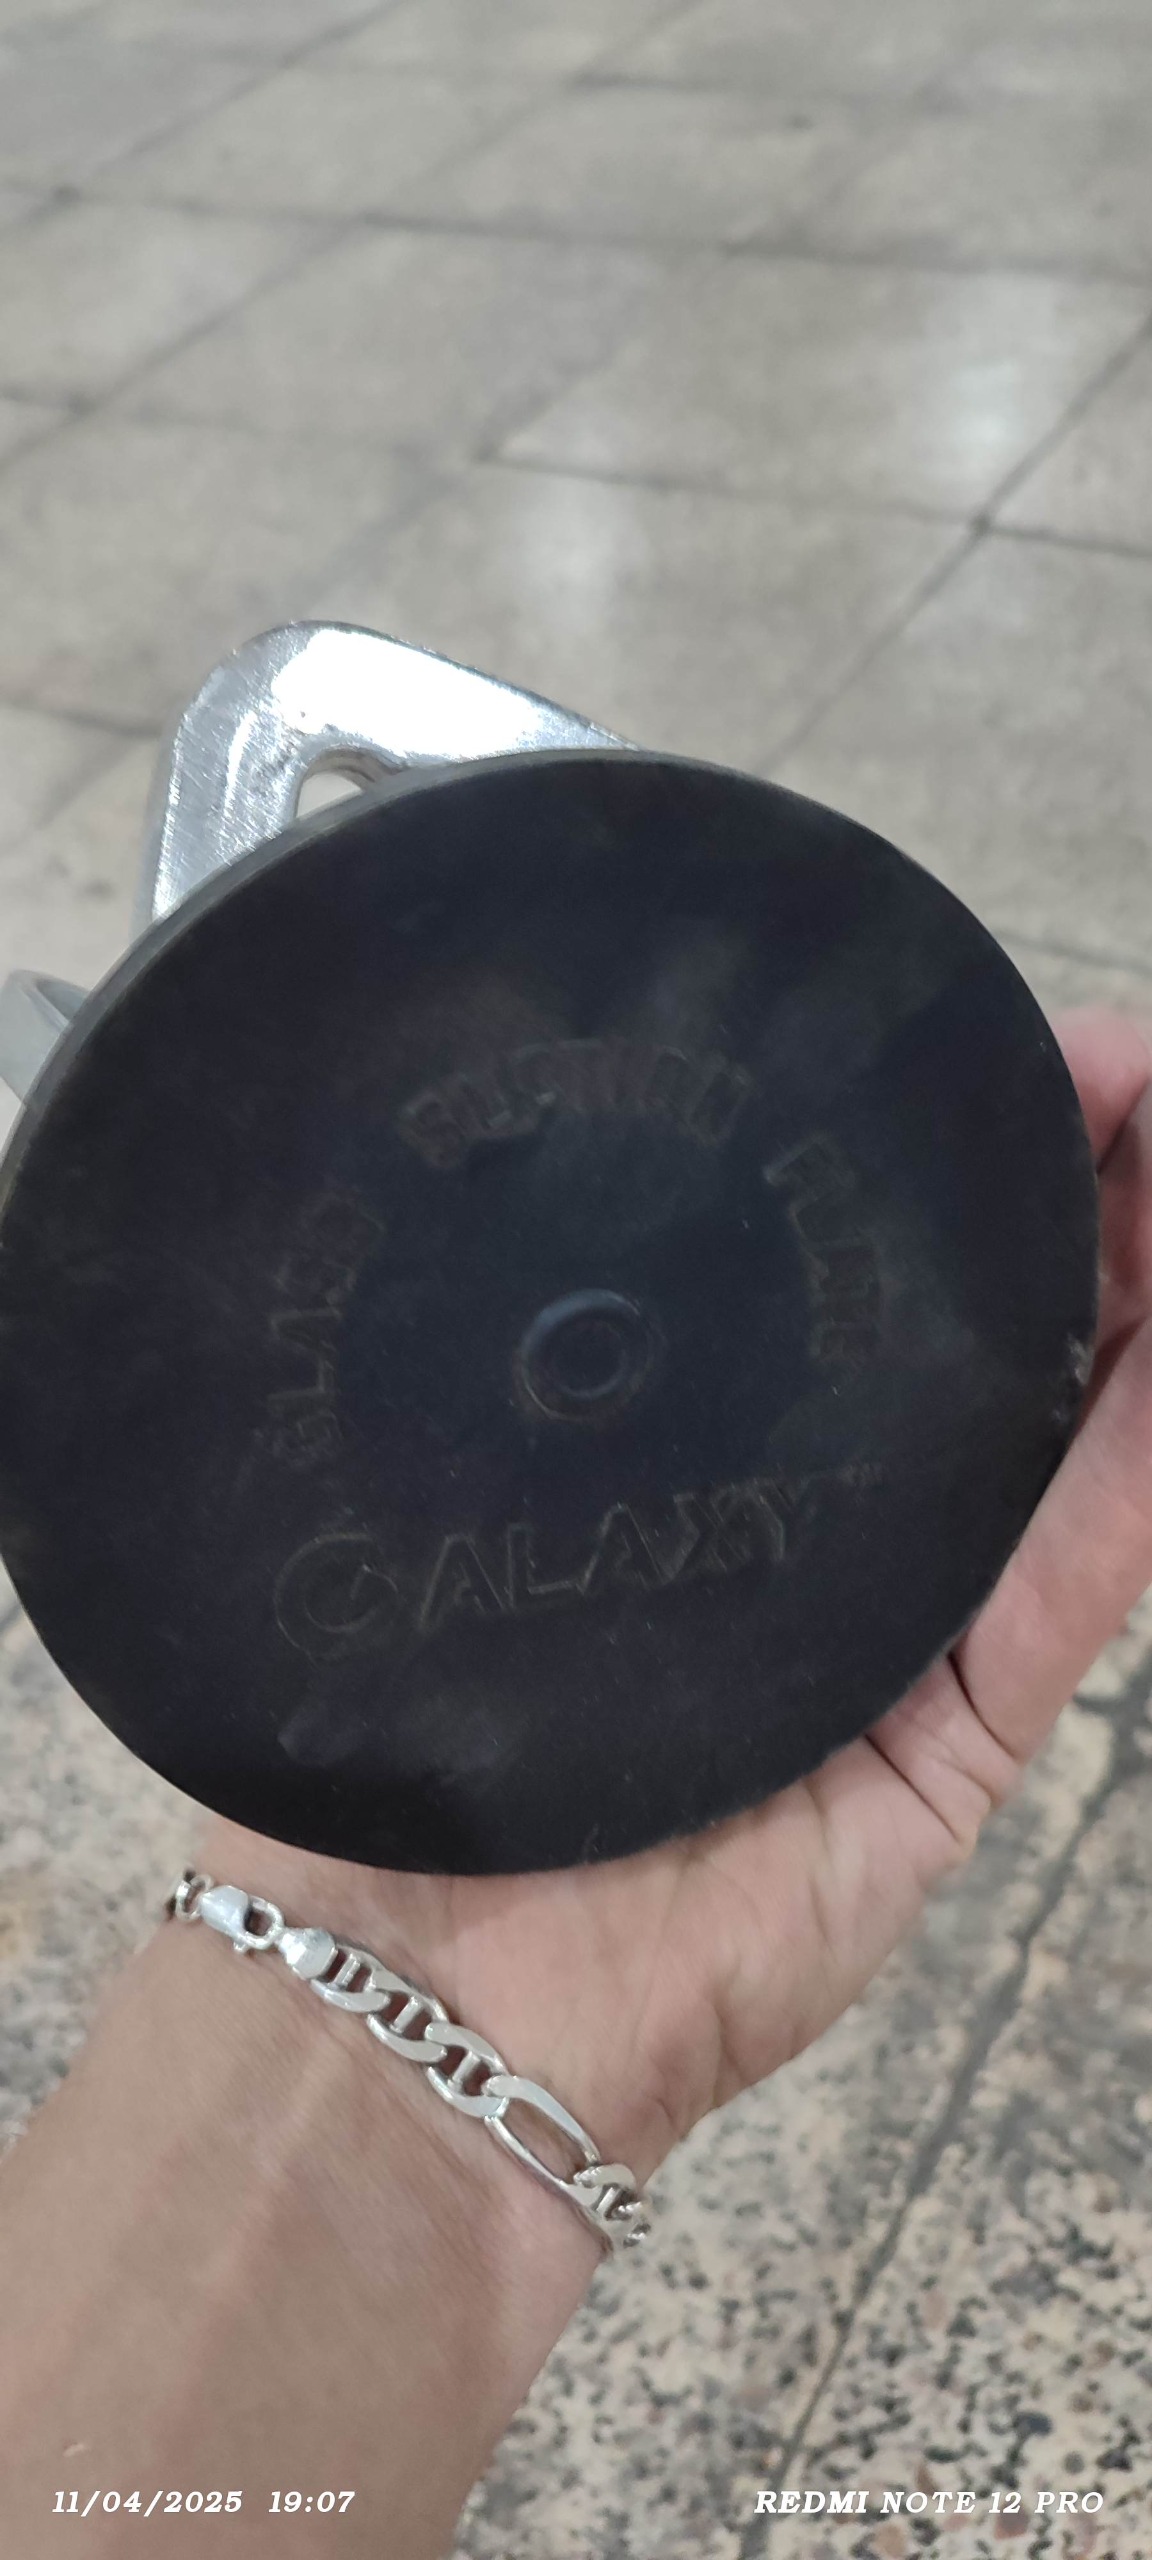 GLASS SUCTION PLATE
GALAXY
11/04/2025 19:07
REDMI NOTE 12 PRO